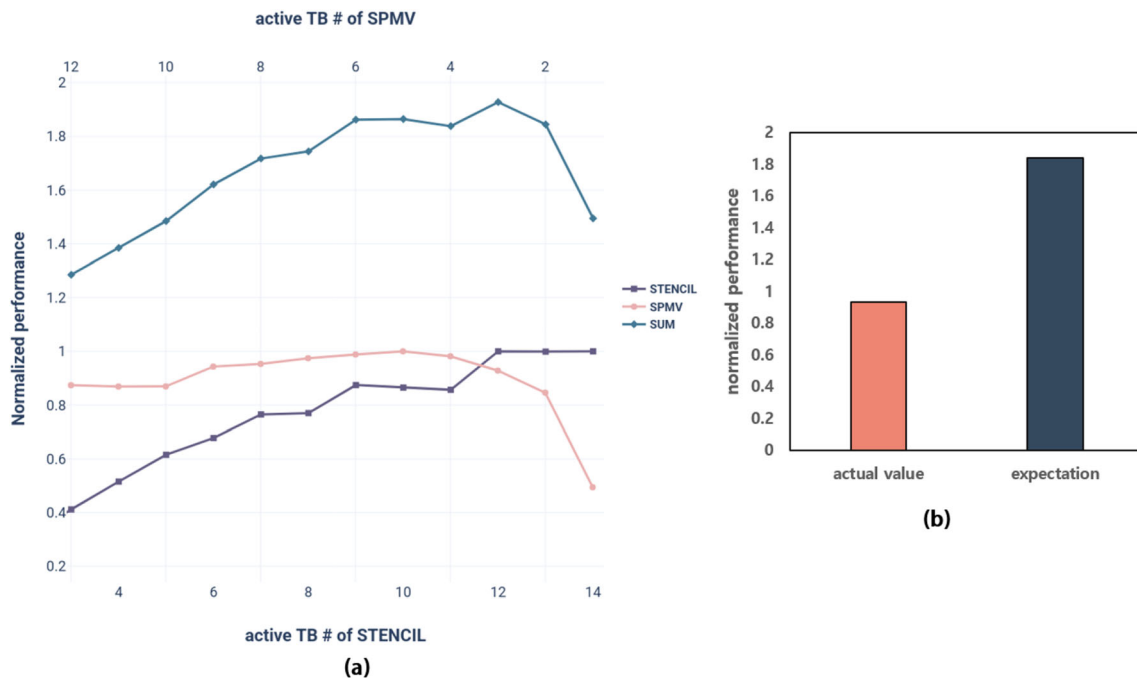 active TB # of SPMV
12 10 8 6 4 2
2
1.8
1.6
1.4
1.2
1
0.8
0.6
0.4
0.2
Normalized performance
4 6 8 10 12 14
active TB # of STENCIL
(a)
STENCIL
SPMV
SUM
2
1.8
1.6
1.4
1.2
1
0.8
0.6
0.4
0.2
0
normalized performance
actual value expectation
(b)